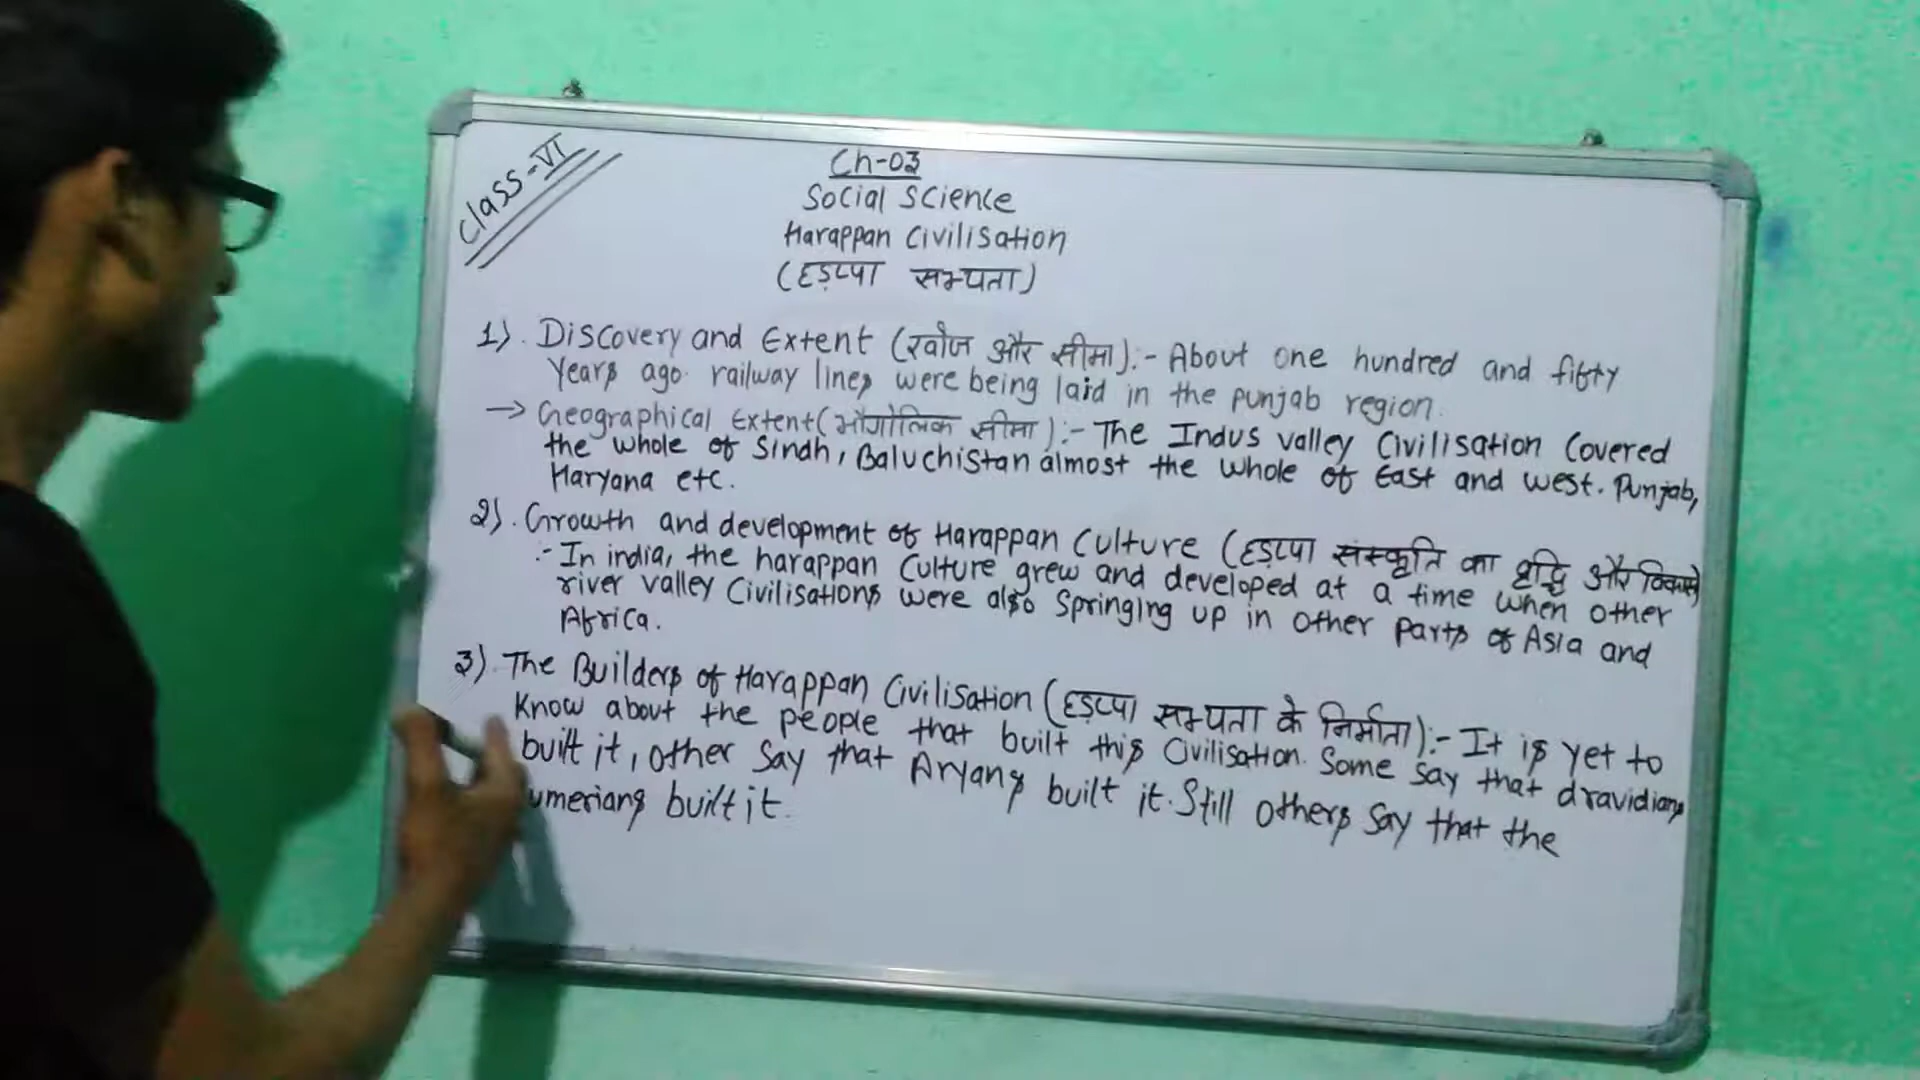 Class-VI
Ch-03
Social Science
Harappan Civilisation
(हड़प्पा सभ्यता)
1). Discovery and Extent (खोज और सीमा):- About one hundred and fifty
Years ago railway lines were being laid in the punjab region.
→ Geographical Extent (भौगोलिक सीमा):- The Indus valley Civilisation Covered
the whole of Sindh, Baluchistan almost the whole of East and west. Punjab,
Haryana etc.
2). Growth and development of Harappan Culture (हड़प्पा संस्कृति का वृद्धि और विकास)
:- In india, the harappan Culture grew and developed at a time when other
river valley Civilisations were also Springing up in other Parts of Asia and
Africa.
3). The Builders of Harappan Civilisation (हड़प्पा सभ्यता के निर्माता):- It is yet to
Know about the people that built this Civilisation. Some say that dravidians
built it, other Say that Aryans built it. Still others say that the
umerians built it.